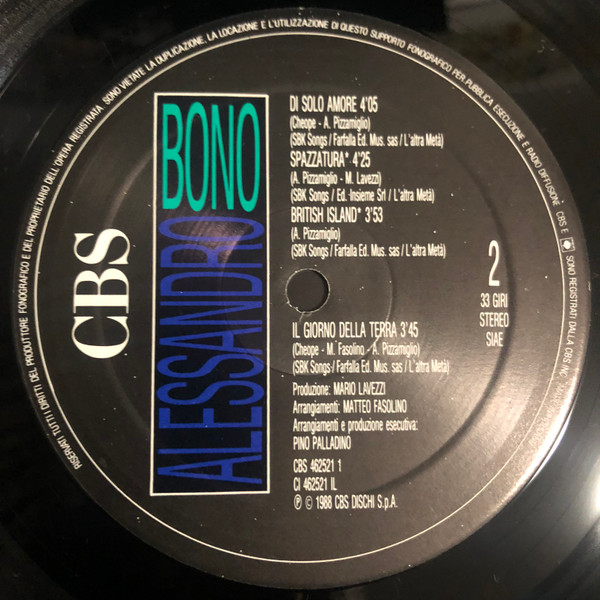 RISERVATI TUTTI I DIRITTI DEL PRODUTTORE FONOGRAFICO E DEL PROPRIETARIO DELL'OPERA REGISTRATA. SONO VIETATE LA DUPLICAZIONE, LA LOCAZIONE E L'UTILIZZAZIONE DI QUESTO SUPPORTO FONOGRAFICO PER PUBBLICA ESECUZIONE E RADIO DIFFUSIONE. CBS E SONO REGISTRATI DALLA CBS INC.
CBS
ALESSANDRO BONO
DI SOLO AMORE 4'05
(Cheope - A. Pizzamiglio)
(SBK Songs / Farfalla Ed. Mus. sas / L'altra Metà)
SPAZZATURA* 4'25
(A. Pizzamiglio - M. Lavezzi)
(SBK Songs / Ed. Insieme Srl / L'altra Metà)
BRITISH ISLAND* 3'53
(A. Pizzamiglio)
(SBK Songs / Farfalla Ed. Mus. sas / L'altra Metà)
2
33 GIRI
STEREO
SIAE
IL GIORNO DELLA TERRA 3'45
(Cheope - M. Fasolino - A. Pizzamiglio)
(SBK Songs / Farfalla Ed. Mus. sas / L'altra Metà)
Produzione: MARIO LAVEZZI
Arrangiamenti: MATTEO FASOLINO
Arrangiamenti e produzione esecutiva:
PINO PALLADINO
CBS 462521 1
CI 462521 IL
Ⓟ © 1988 CBS DISCHI S.p.A.